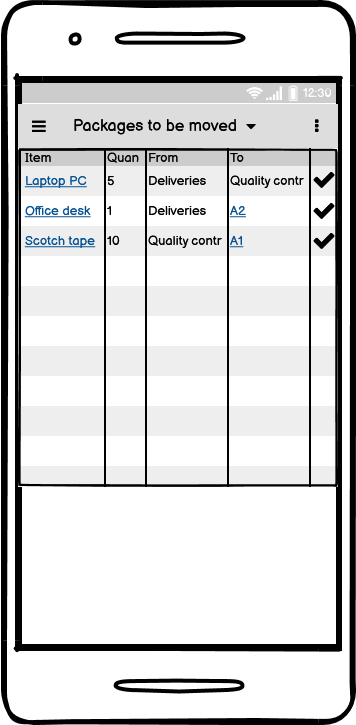 12:30
Packages to be moved
Item Quan From To
Laptop PC 5 Deliveries Quality contr
Office desk 1 Deliveries A2
Scotch tape 10 Quality contr A1